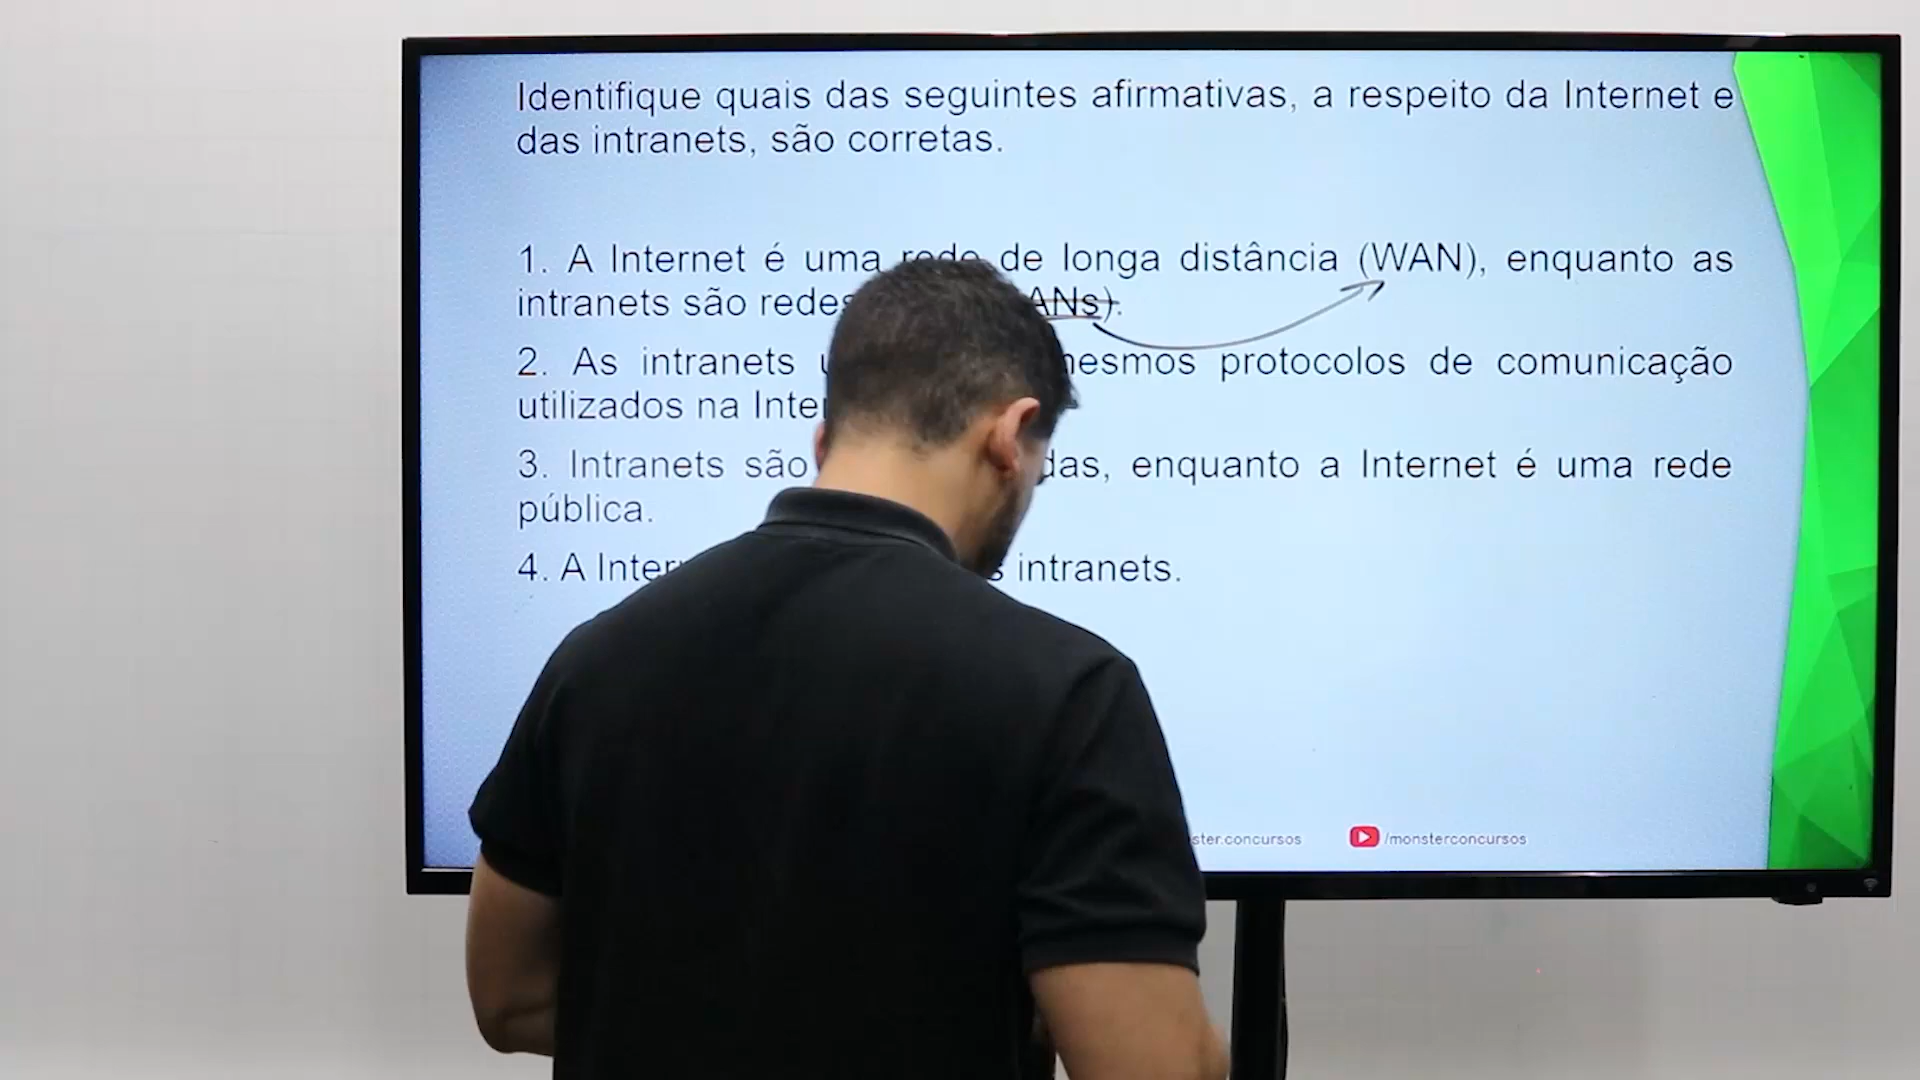 Identifique quais das seguintes afirmativas, a respeito da Internet e
das intranets, são corretas.
1. A Internet é uma rede de longa distância (WAN), enquanto as
intranets são redes ANs).
2. As intranets mesmos protocolos de comunicação
utilizados na
3. Intranets são enquanto a Internet é uma rede
pública.
4. A intranets.
ster.concursos /monsterconcursos